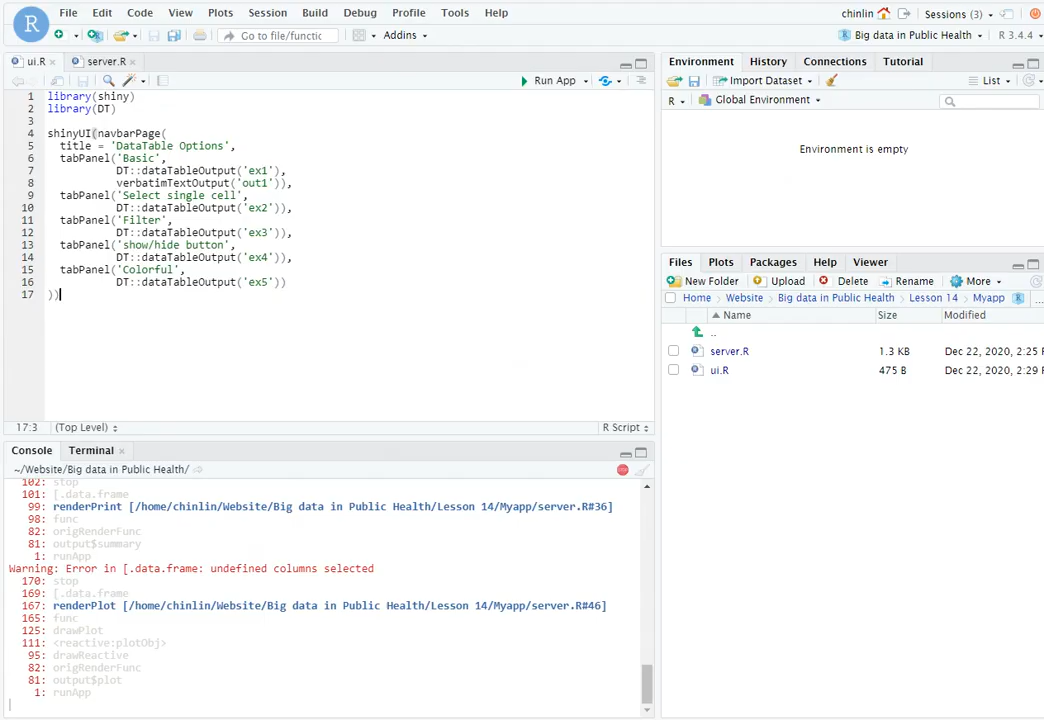 File Edit Code View Plots Session Build Debug Profile Tools Help
chinlin Sessions (3)
R
Go to file/functic Addins
Big data in Public Health R 3.4.4
ui.R server.R
Run App
1 library(shiny)
2 library(DT)
3
4 shinyUI(navbarPage(
5 title = 'DataTable Options',
6 tabPanel('Basic',
7 DT::dataTableOutput('ex1'),
8 verbatimTextOutput('out1')),
9 tabPanel('Select single cell',
10 DT::dataTableOutput('ex2')),
11 tabPanel('Filter',
12 DT::dataTableOutput('ex3')),
13 tabPanel('show/hide button',
14 DT::dataTableOutput('ex4')),
15 tabPanel('Colorful',
16 DT::dataTableOutput('ex5'))
17 ))
17:3 (Top Level) R Script
Console Terminal
~/Website/Big data in Public Health/
102: stop
101: [.data.frame
99: renderPrint [/home/chinlin/Website/Big data in Public Health/Lesson 14/Myapp/server.R#36]
98: func
82: origRenderFunc
81: output$summary
1: runApp
Warning: Error in [.data.frame: undefined columns selected
170: stop
169: [.data.frame
167: renderPlot [/home/chinlin/Website/Big data in Public Health/Lesson 14/Myapp/server.R#46]
165: func
125: drawPlot
111: <reactive:plotObj>
95: drawReactive
82: origRenderFunc
81: output$plot
1: runApp
Environment History Connections Tutorial
Import Dataset List
R Global Environment
Environment is empty
Files Plots Packages Help Viewer
New Folder Upload Delete Rename More
Home Website Big data in Public Health Lesson 14 Myapp R ...
Name Size Modified
..
server.R 1.3 KB Dec 22, 2020, 2:25
ui.R 475 B Dec 22, 2020, 2:29